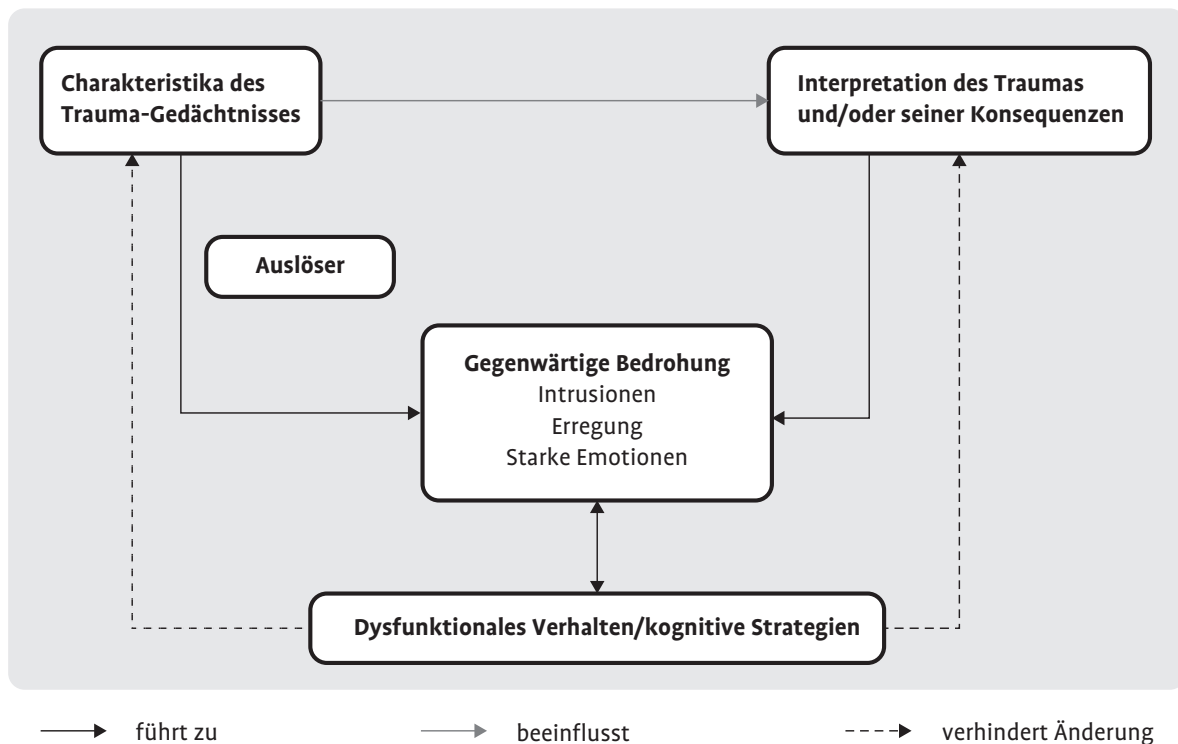 Charakteristika des
Trauma-Gedächtnisses
Interpretation des Traumas
und/oder seiner Konsequenzen
Auslöser
Gegenwärtige Bedrohung
Intrusionen
Erregung
Starke Emotionen
Dysfunktionales Verhalten/kognitive Strategien
führt zu
beeinflusst
verhindert Änderung